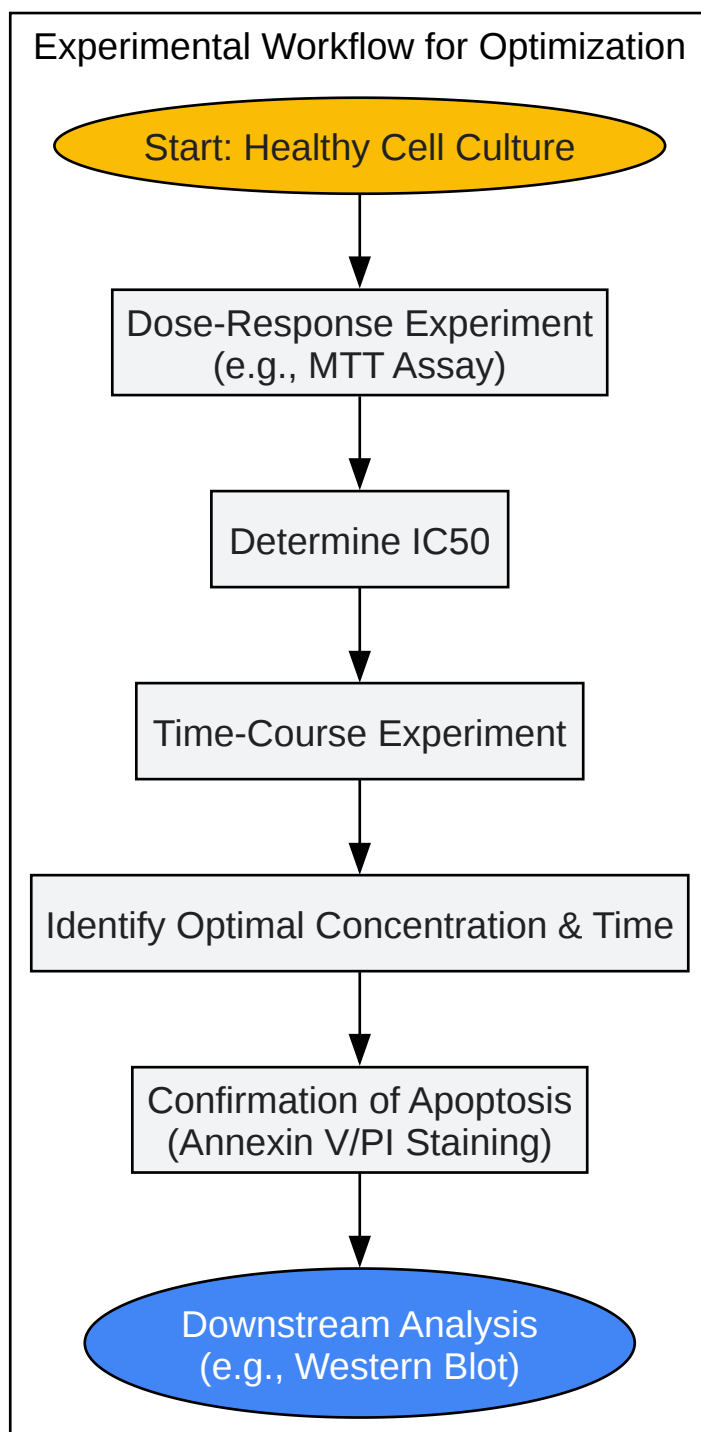 Experimental Workflow for Optimization
Start: Healthy Cell Culture
Dose-Response Experiment
(e.g., MTT Assay)
Determine IC50
Time-Course Experiment
Identify Optimal Concentration & Time
Confirmation of Apoptosis
(Annexin V/PI Staining)
Downstream Analysis
(e.g., Western Blot)